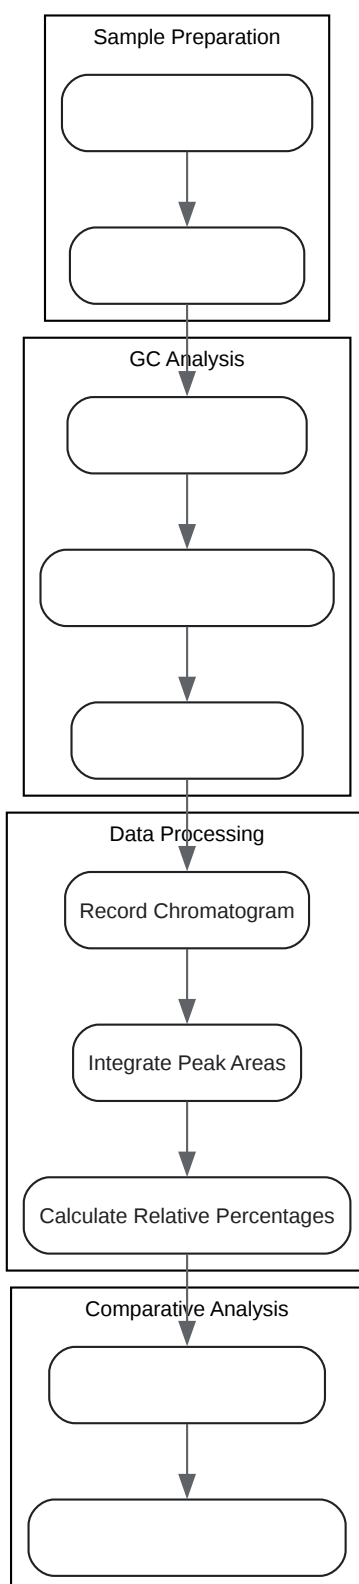 Sample Preparation
GC Analysis
Data Processing
Record Chromatogram
Integrate Peak Areas
Calculate Relative Percentages
Comparative Analysis